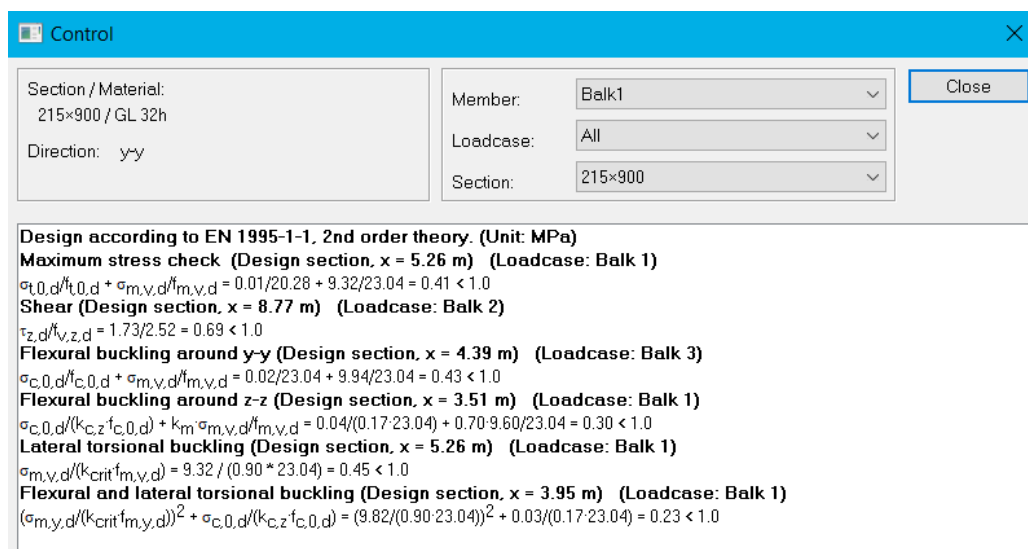 Control
Section / Material:
215×900 / GL 32h
Direction: y-y
Member: Balk1
Loadcase: All
Section: 215×900
Close
Design according to EN 1995-1-1, 2nd order theory. (Unit: MPa)
Maximum stress check (Design section, x = 5.26 m) (Loadcase: Balk 1)
σt,0,d/ft,0,d + σm,y,d/fm,y,d = 0.01/20.28 + 9.32/23.04 = 0.41 < 1.0
Shear (Design section, x = 8.77 m) (Loadcase: Balk 2)
τz,d/fv,z,d = 1.73/2.52 = 0.69 < 1.0
Flexural buckling around y-y (Design section, x = 4.39 m) (Loadcase: Balk 3)
σc,0,d/fc,0,d + σm,y,d/fm,y,d = 0.02/23.04 + 9.94/23.04 = 0.43 < 1.0
Flexural buckling around z-z (Design section, x = 3.51 m) (Loadcase: Balk 1)
σc,0,d/(kc,z·fc,0,d) + km·σm,y,d/fm,y,d = 0.04/(0.17·23.04) + 0.70·9.60/23.04 = 0.30 < 1.0
Lateral torsional buckling (Design section, x = 5.26 m) (Loadcase: Balk 1)
σm,y,d/(kcrit·fm,y,d) = 9.32 / (0.90 * 23.04) = 0.45 < 1.0
Flexural and lateral torsional buckling (Design section, x = 3.95 m) (Loadcase: Balk 1)
(σm,y,d/(kcrit·fm,y,d))² + σc,0,d/(kc,z·fc,0,d) = (9.82/(0.90·23.04))² + 0.03/(0.17·23.04) = 0.23 < 1.0